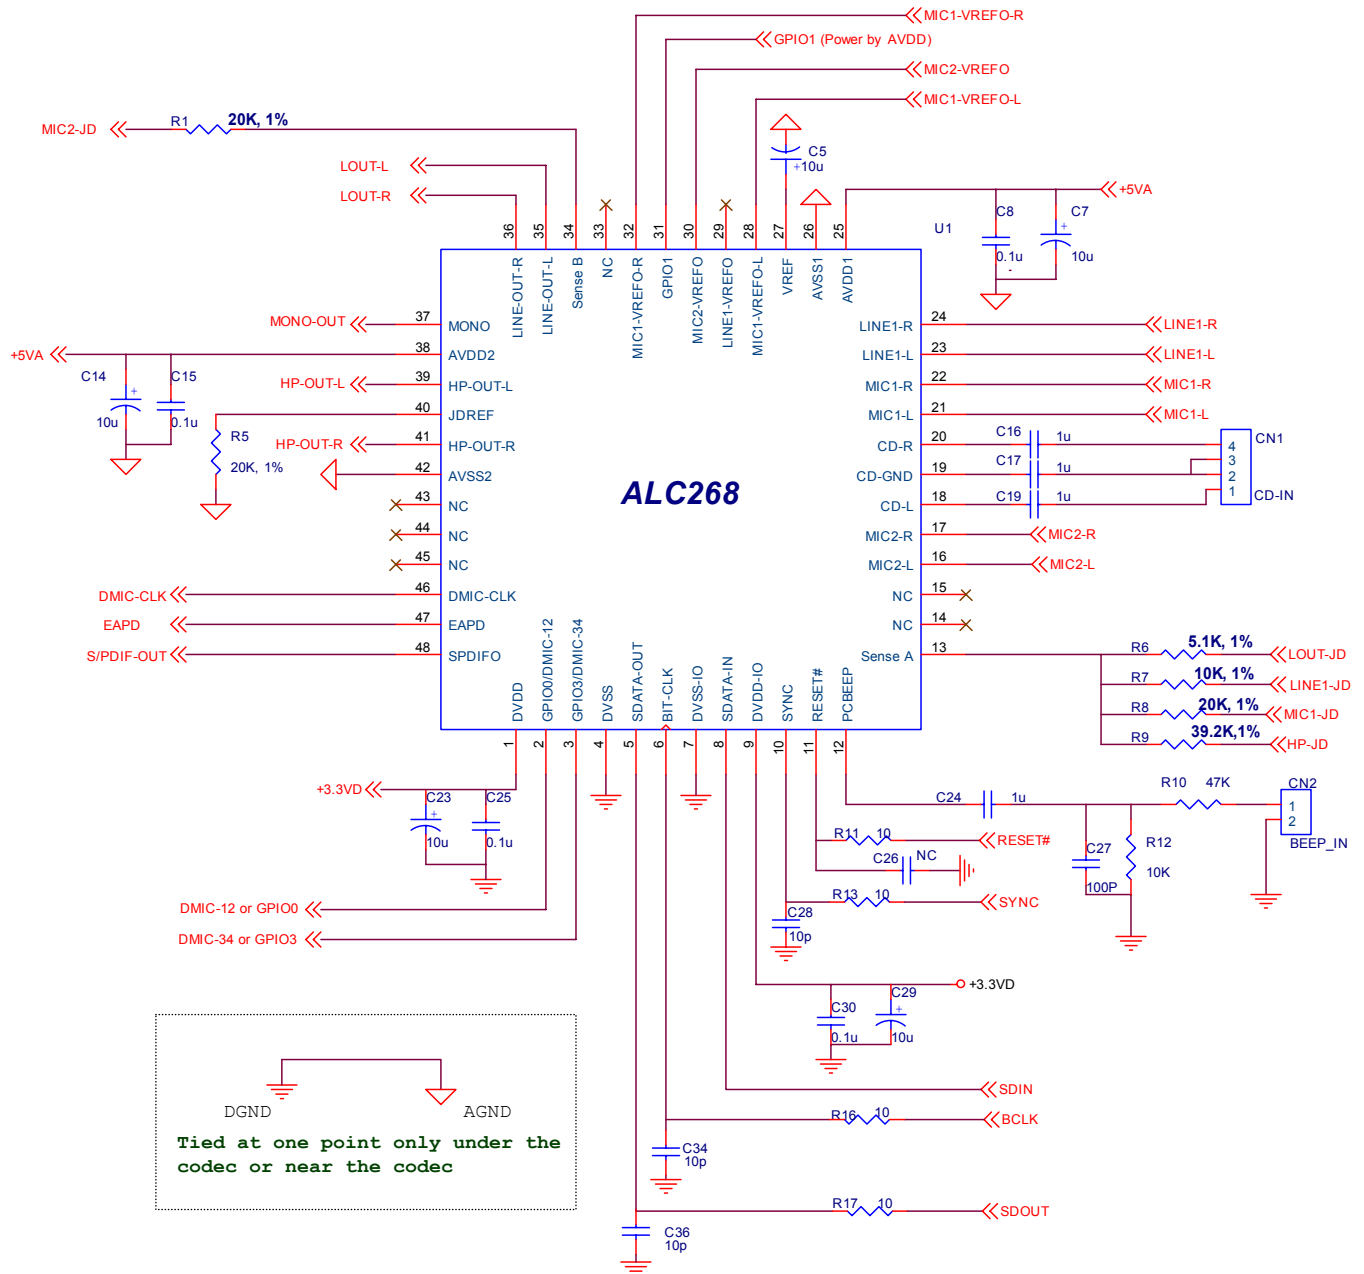 MIC1-VREFO-R
GPIO1 (Power by AVDD)
MIC2-VREFO
MIC1-VREFO-L
MIC2-JD
R1
20K, 1%
LOUT-L
LOUT-R
C5
+10u
+5VA
C8
0.1u
C7
+
10u
U1
36
35
34
33
32
31
30
29
28
27
26
25
LINE-OUT-R
LINE-OUT-L
Sense B
NC
MIC1-VREFO-R
GPIO1
MIC2-VREFO
LINE1-VREFO
MIC1-VREFO-L
VREF
AVSS1
AVDD1
MONO-OUT
37
MONO
+5VA
38
AVDD2
C14
+
10u
C15
0.1u
HP-OUT-L
39
HP-OUT-L
40
JDREF
R5
20K, 1%
HP-OUT-R
41
HP-OUT-R
42
AVSS2
43
NC
44
NC
45
NC
DMIC-CLK
46
DMIC-CLK
EAPD
47
EAPD
S/PDIF-OUT
48
SPDIFO
ALC268
LINE1-R
24
LINE1-R
LINE1-L
23
LINE1-L
MIC1-R
22
MIC1-R
MIC1-L
21
MIC1-L
CD-R
20
C16
1u
CD-GND
19
C17
1u
CD-L
18
C19
1u
CN1
4
3
2
1
CD-IN
MIC2-R
17
MIC2-R
MIC2-L
16
MIC2-L
NC
15
NC
14
Sense A
13
R6
5.1K, 1%
LOUT-JD
R7
10K, 1%
LINE1-JD
R8
20K, 1%
MIC1-JD
R9
39.2K,1%
HP-JD
DVDD
GPIO0/DMIC-12
GPIO3/DMIC-34
DVSS
SDATA-OUT
BIT-CLK
DVSS-IO
SDATA-IN
DVDD-IO
SYNC
RESET#
PCBEEP
1
2
3
4
5
6
7
8
9
10
11
12
+3.3VD
C23
+
10u
C25
0.1u
C24
1u
R10
47K
CN2
1
2
BEEP_IN
C27
100P
R12
10K
R11
10
RESET#
C26
NC
R13
10
SYNC
C28
10p
DMIC-12 or GPIO0
DMIC-34 or GPIO3
+3.3VD
C30
0.1u
C29
+
10u
SDIN
R16
10
BCLK
C34
10p
R17
10
SDOUT
C36
10p
DGND
AGND
Tied at one point only under the
codec or near the codec